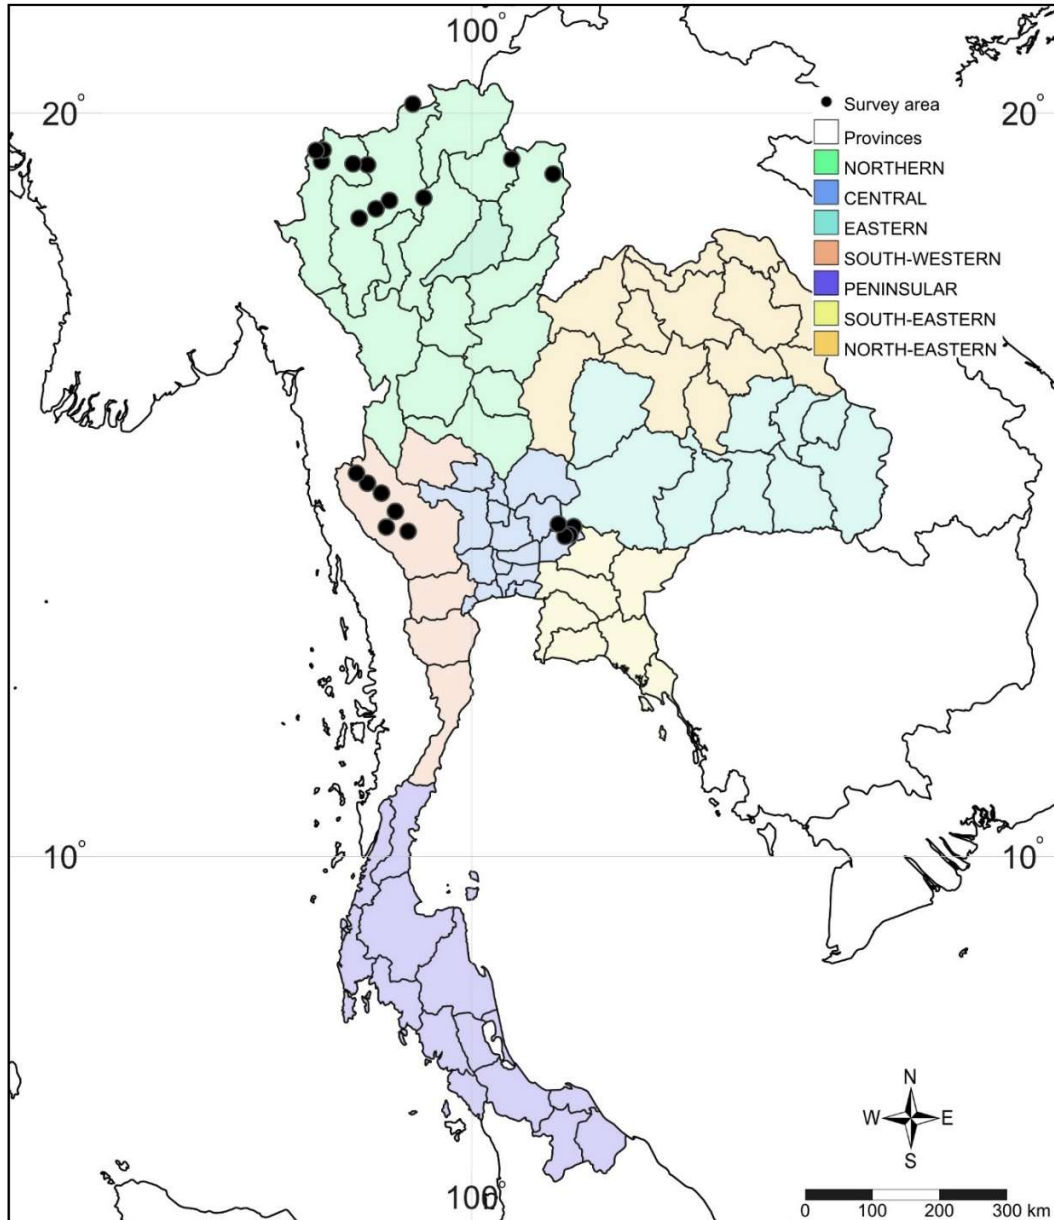 100°
20°
20°
Survey area
Provinces
NORTHERN
CENTRAL
EASTERN
SOUTH-WESTERN
PENINSULAR
SOUTH-EASTERN
NORTH-EASTERN
10°
10°
N
W E
S
100°
0 100 200 300 km